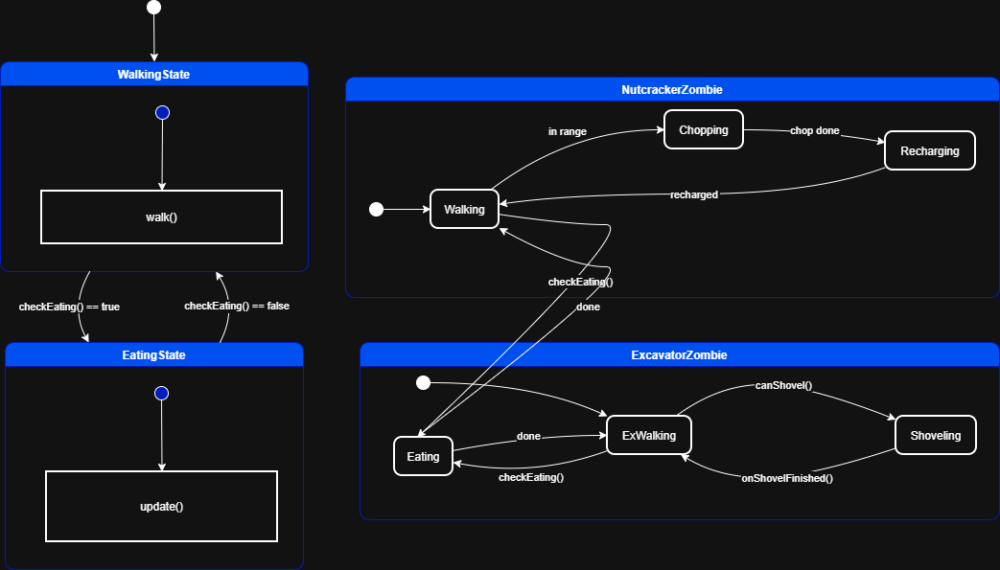 WalkingState
walk()
checkEating() == true
checkEating() == false
EatingState
update()
NutcrackerZombie
in range
Chopping
chop done
Recharging
Walking
recharged
checkEating()
done
ExcavatorZombie
canShovel()
Eating
done
ExWalking
Shoveling
checkEating()
onShovelFinished()